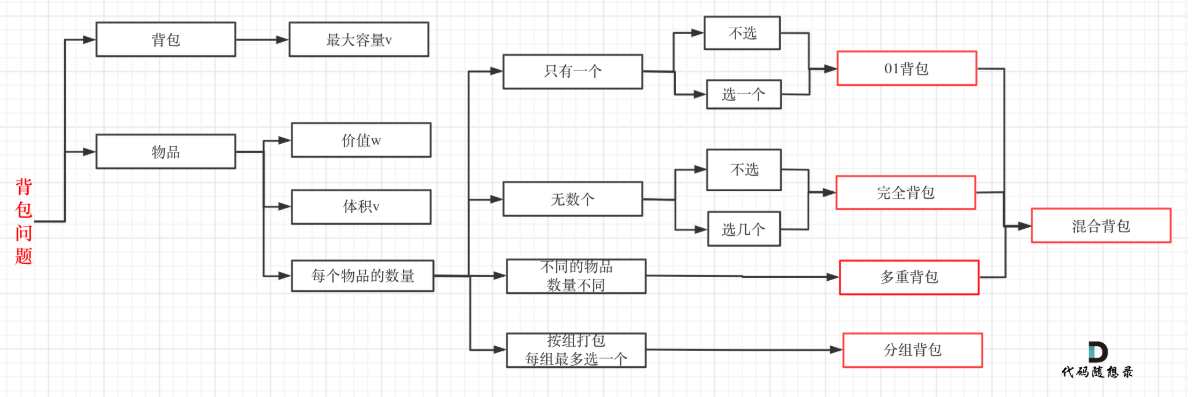 背包问题
背包
最大容量v
物品
价值w
体积v
每个物品的数量
只有一个
不选
选一个
01背包
无数个
不选
选几个
完全背包
不同的物品
数量不同
多重背包
混合背包
按组打包
每组最多选一个
分组背包
代码随想录